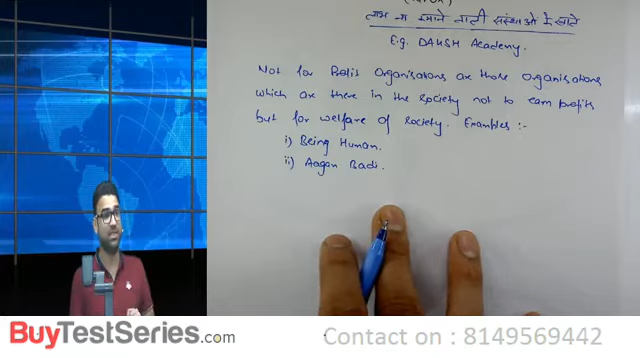 लाभ ना कमाने वाली संस्थाओ के खाते
E.g. DAKSH Academy.
Not for Profit Organisations are those organisations
which are there in the society not to earn profits
but for welfare of society. Examples :-
i) Being Human.
ii) Aagan Badi.
BuyTestSeries.com
Contact on : 8149569442